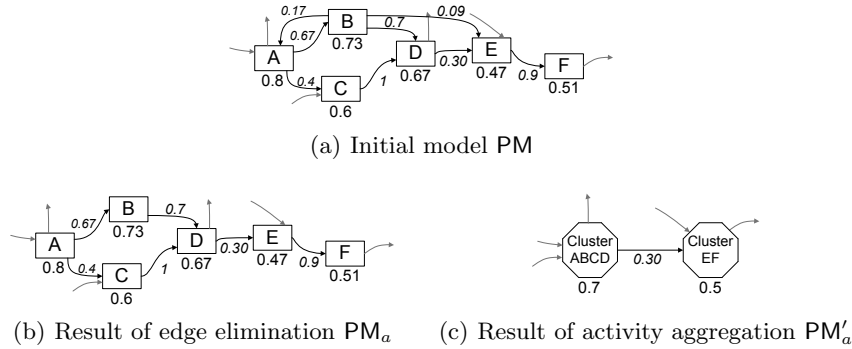 0.17 B 0.09
0.67 0.73 0.7
A D 0.30 E
0.8 0.4 C 1 0.67 0.47 0.9 F
0.6 0.51
(a) Initial model PM
B 0.7
0.67 0.73
A D 0.30 E
0.8 0.4 C 1 0.67 0.47 0.9 F
0.6 0.51
Cluster
ABCD
0.7
0.30
Cluster
EF
0.5
(b) Result of edge elimination PMₐ
(c) Result of activity aggregation PM′ₐ